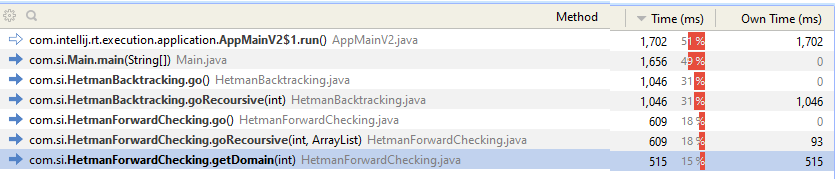 Method Time (ms) Own Time (ms)
com.intellij.rt.execution.application.AppMainV2$1.run() AppMainV2.java 1,702 51 % 1,702
com.si.Main.main(String[]) Main.java 1,656 49 % 0
com.si.HetmanBacktracking.go() HetmanBacktracking.java 1,046 31 % 0
com.si.HetmanBacktracking.goRecoursive(int) HetmanBacktracking.java 1,046 31 % 1,046
com.si.HetmanForwardChecking.go() HetmanForwardChecking.java 609 18 % 0
com.si.HetmanForwardChecking.goRecoursive(int, ArrayList) HetmanForwardChecking.java 609 18 % 93
com.si.HetmanForwardChecking.getDomain(int) HetmanForwardChecking.java 515 15 % 515